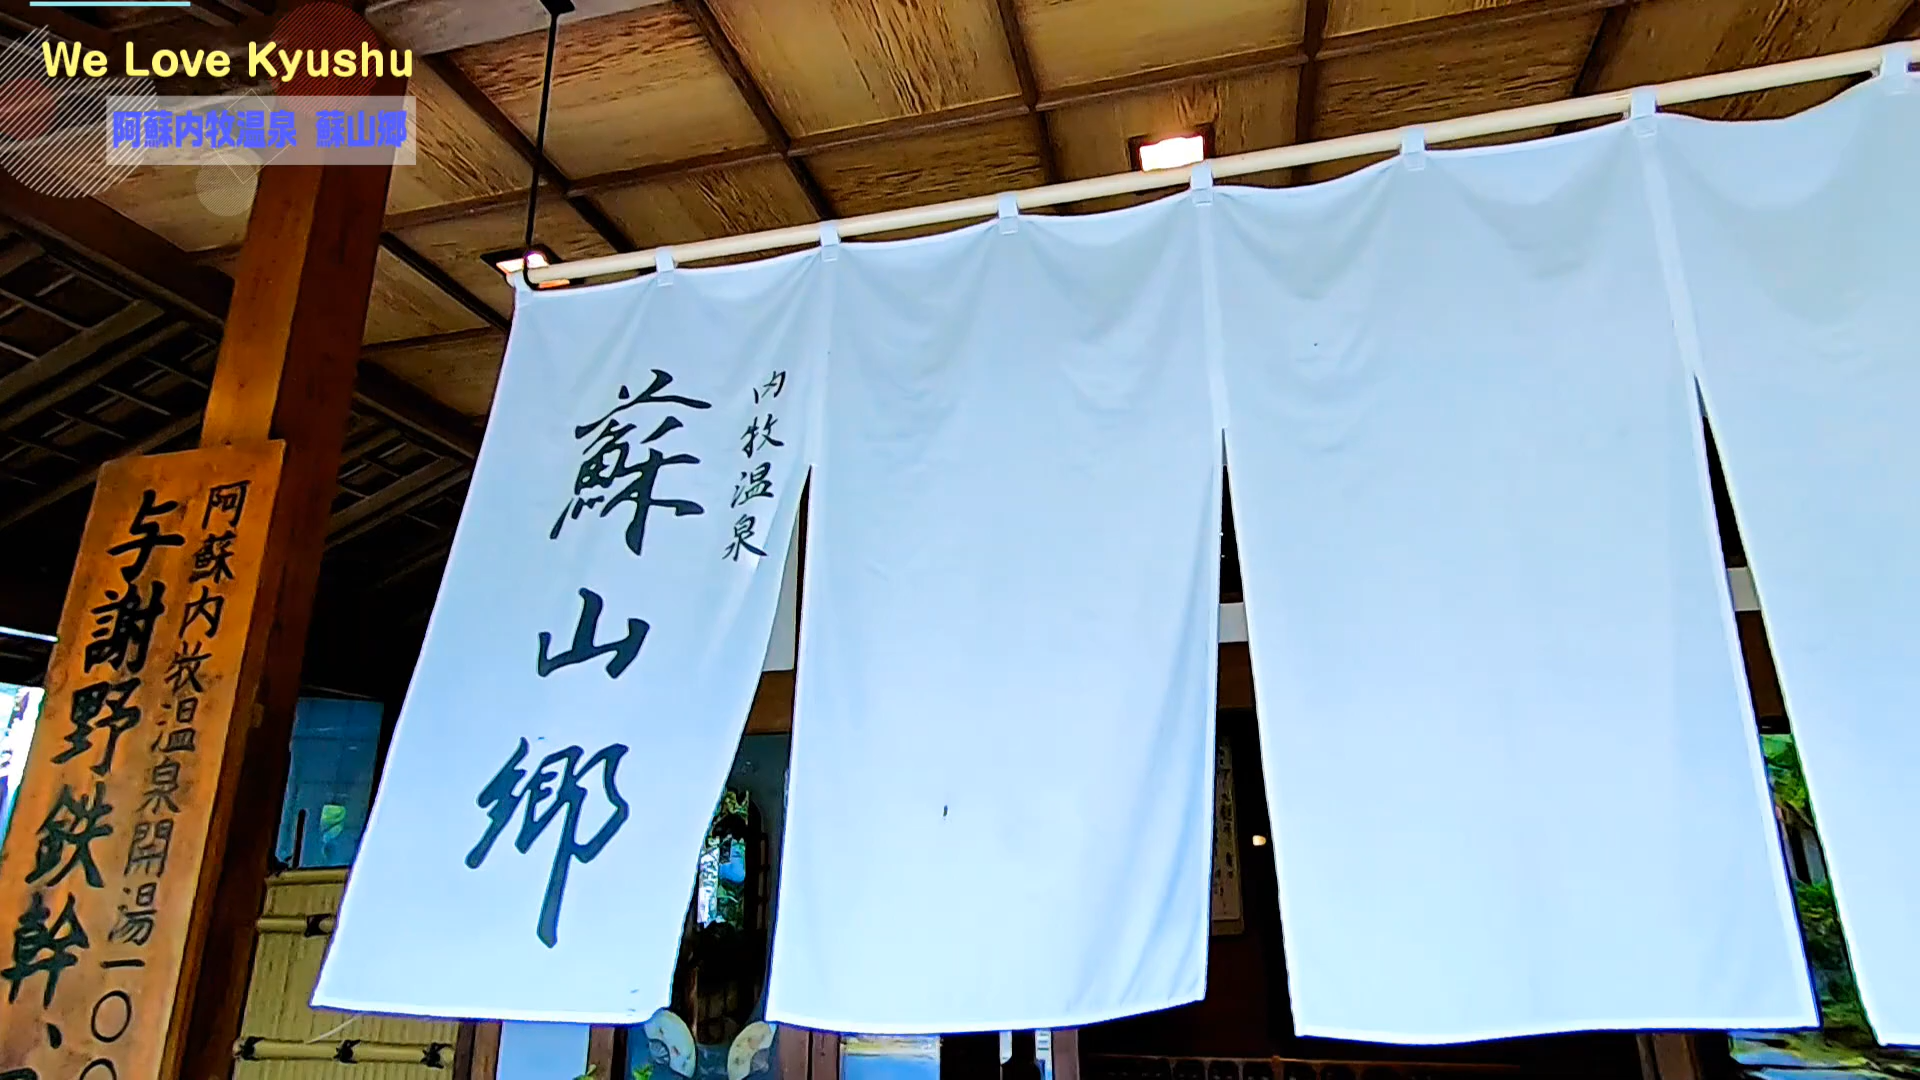 We Love Kyushu
阿蘇内牧温泉 蘇山郷
内牧温泉
蘇山郷
阿蘇内牧温泉開湯一〇〇
与謝野鉄幹、